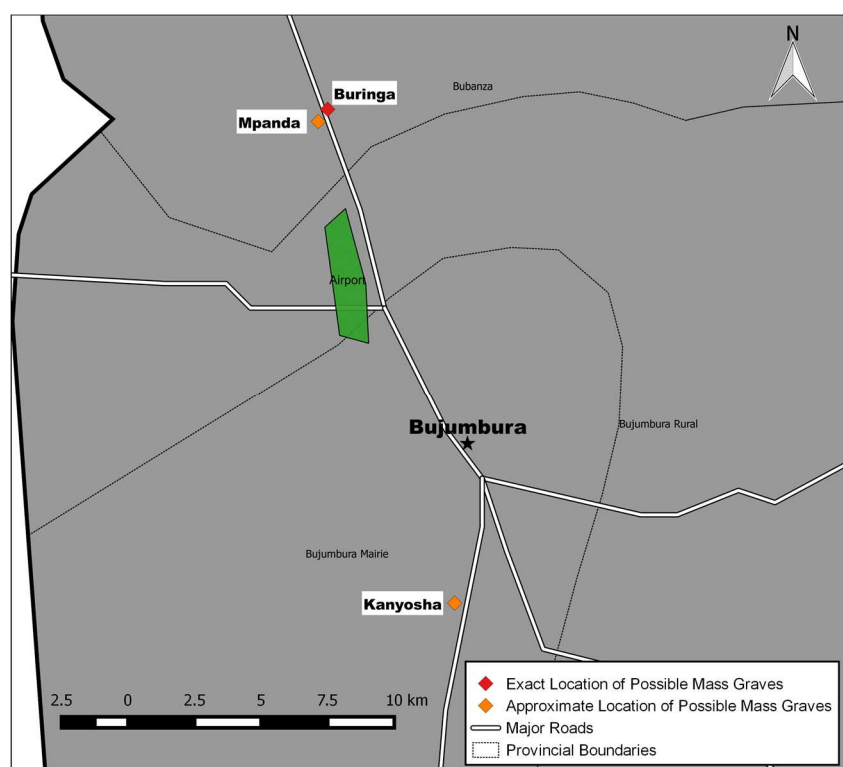 N
Bubanza
Buringa
Mpanda
Airport
Bujumbura
Bujumbura Rural
Bujumbura Mairie
Kanyosha
2.5 0 2.5 5 7.5 10 km
Exact Location of Possible Mass Graves
Approximate Location of Possible Mass Graves
Major Roads
Provincial Boundaries